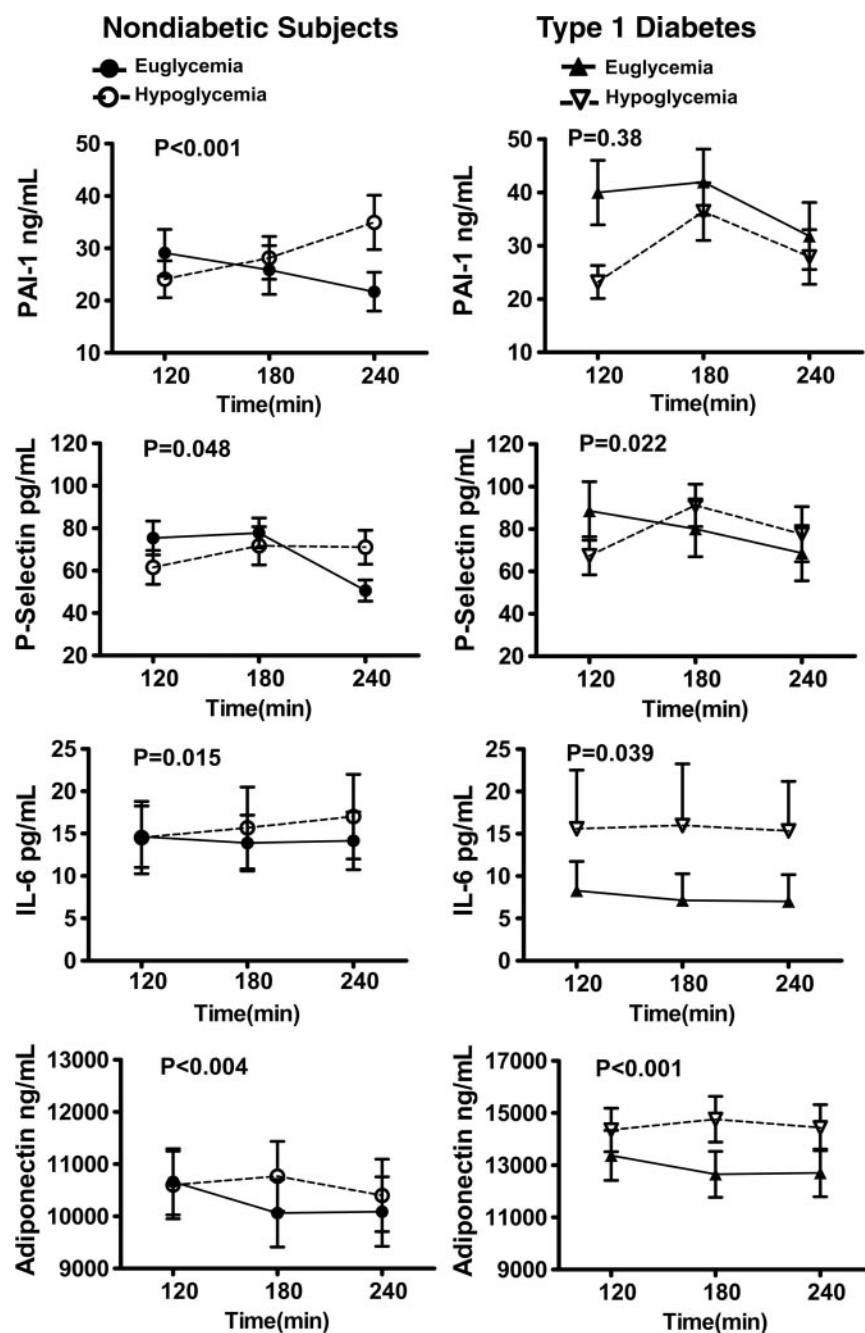 Nondiabetic Subjects
Euglycemia
Hypoglycemia
Type 1 Diabetes
Euglycemia
Hypoglycemia
PAI-1 ng/mL
50
40
30
20
10
P<0.001
120 180 240
Time(min)
PAI-1 ng/mL
50
40
30
20
10
P=0.38
120 180 240
Time(min)
P-Selectin pg/mL
120
100
80
60
40
20
P=0.048
120 180 240
Time(min)
P-Selectin pg/mL
120
100
80
60
40
20
P=0.022
120 180 240
Time(min)
IL-6 pg/mL
25
20
15
10
5
0
P=0.015
120 180 240
Time(min)
IL-6 pg/mL
25
20
15
10
5
0
P=0.039
120 180 240
Time(min)
Adiponectin ng/mL
13000
12000
11000
10000
9000
P<0.004
120 180 240
Time(min)
Adiponectin ng/mL
17000
15000
13000
11000
9000
P<0.001
120 180 240
Time(min)